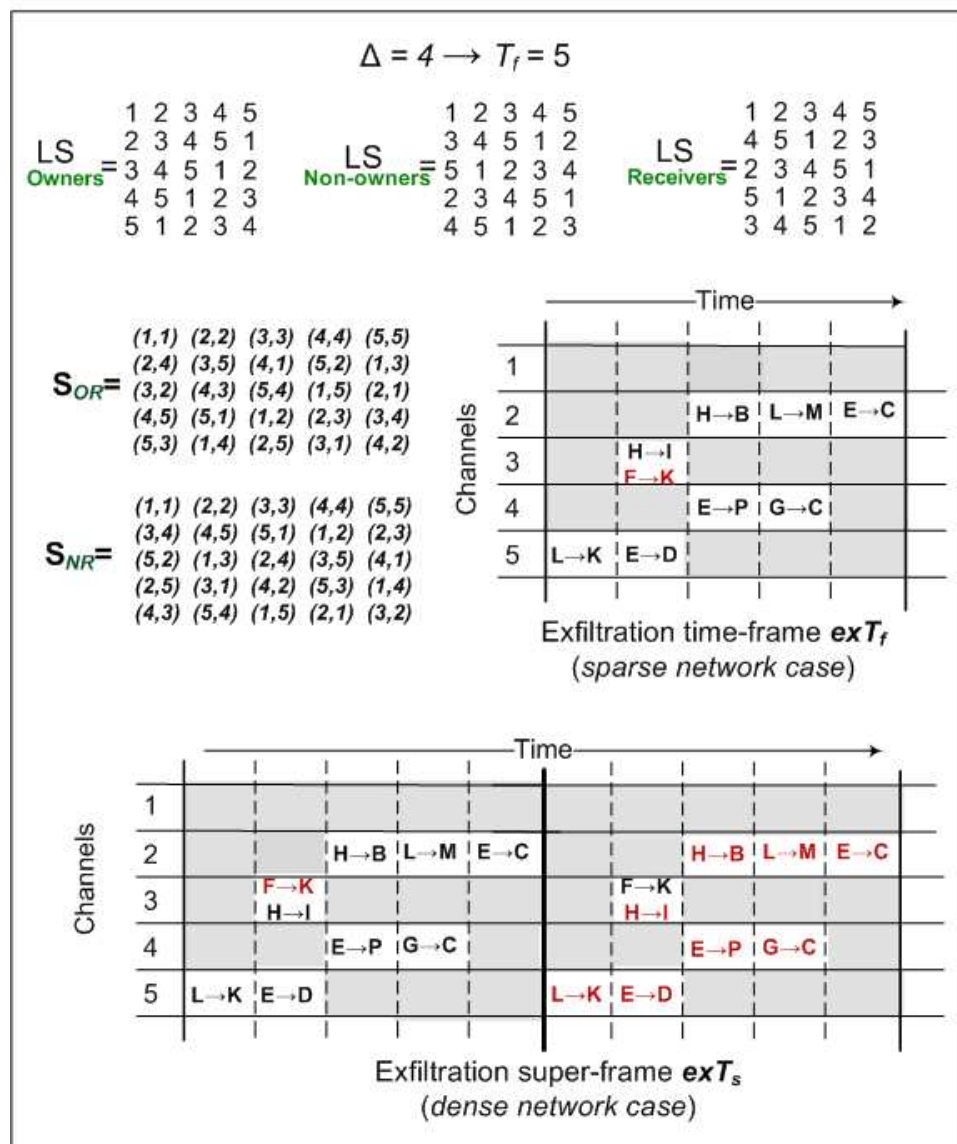 Δ = 4 → T_f = 5
LS Owners =
1 2 3 4 5
2 3 4 5 1
3 4 5 1 2
4 5 1 2 3
5 1 2 3 4
LS Non-owners =
1 2 3 4 5
3 4 5 1 2
5 1 2 3 4
2 3 4 5 1
4 5 1 2 3
LS Receivers =
1 2 3 4 5
4 5 1 2 3
2 3 4 5 1
5 1 2 3 4
3 4 5 1 2
S_OR =
(1,1) (2,2) (3,3) (4,4) (5,5)
(2,4) (3,5) (4,1) (5,2) (1,3)
(3,2) (4,3) (5,4) (1,5) (2,1)
(4,5) (5,1) (1,2) (2,3) (3,4)
(5,3) (1,4) (2,5) (3,1) (4,2)
S_NR =
(1,1) (2,2) (3,3) (4,4) (5,5)
(3,4) (4,5) (5,1) (1,2) (2,3)
(5,2) (1,3) (2,4) (3,5) (4,1)
(2,5) (3,1) (4,2) (5,3) (1,4)
(4,3) (5,4) (1,5) (2,1) (3,2)
Time
Channels
1
2 H→B L→M E→C
3 H→I
F→K
4 E→P G→C
5 L→K E→D
Exfiltration time-frame exT_f
(sparse network case)
Time
Channels
1
2 H→B L→M E→C H→B L→M E→C
3 F→K F→K
H→I H→I
4 E→P G→C E→P G→C
5 L→K E→D L→K E→D
Exfiltration super-frame exT_s
(dense network case)